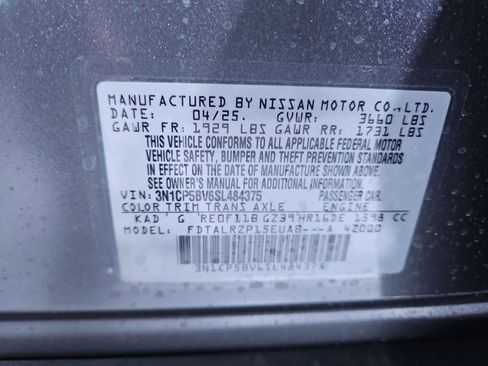 MANUFACTURED BY NISSAN MOTOR CO.,LTD.
DATE: 04/25. GVWR: 3660 LBS
GAWR FR: 1929 LBS GAWR RR: 1731 LBS
THIS VEHICLE CONFORMS TO ALL APPLICABLE FEDERAL MOTOR
VEHICLE SAFETY, BUMPER AND THEFT PREVENTION STANDARDS
IN EFFECT ON THE DATE OF MANUFACTURE SHOWN ABOVE.
SEE OWNER'S MANUAL FOR ADDITIONAL INFORMATION.
VIN: 3N1CP5BV6SL484375 PASSENGER CAR.
COLOR TRIM TRANS AXLE ENGINE
KAD G RE0F11B GZ39 HR16DE 1598 CC
MODEL: FDTALRZP15EUAB---A 4Z000
3N1CP5BV6SL484375